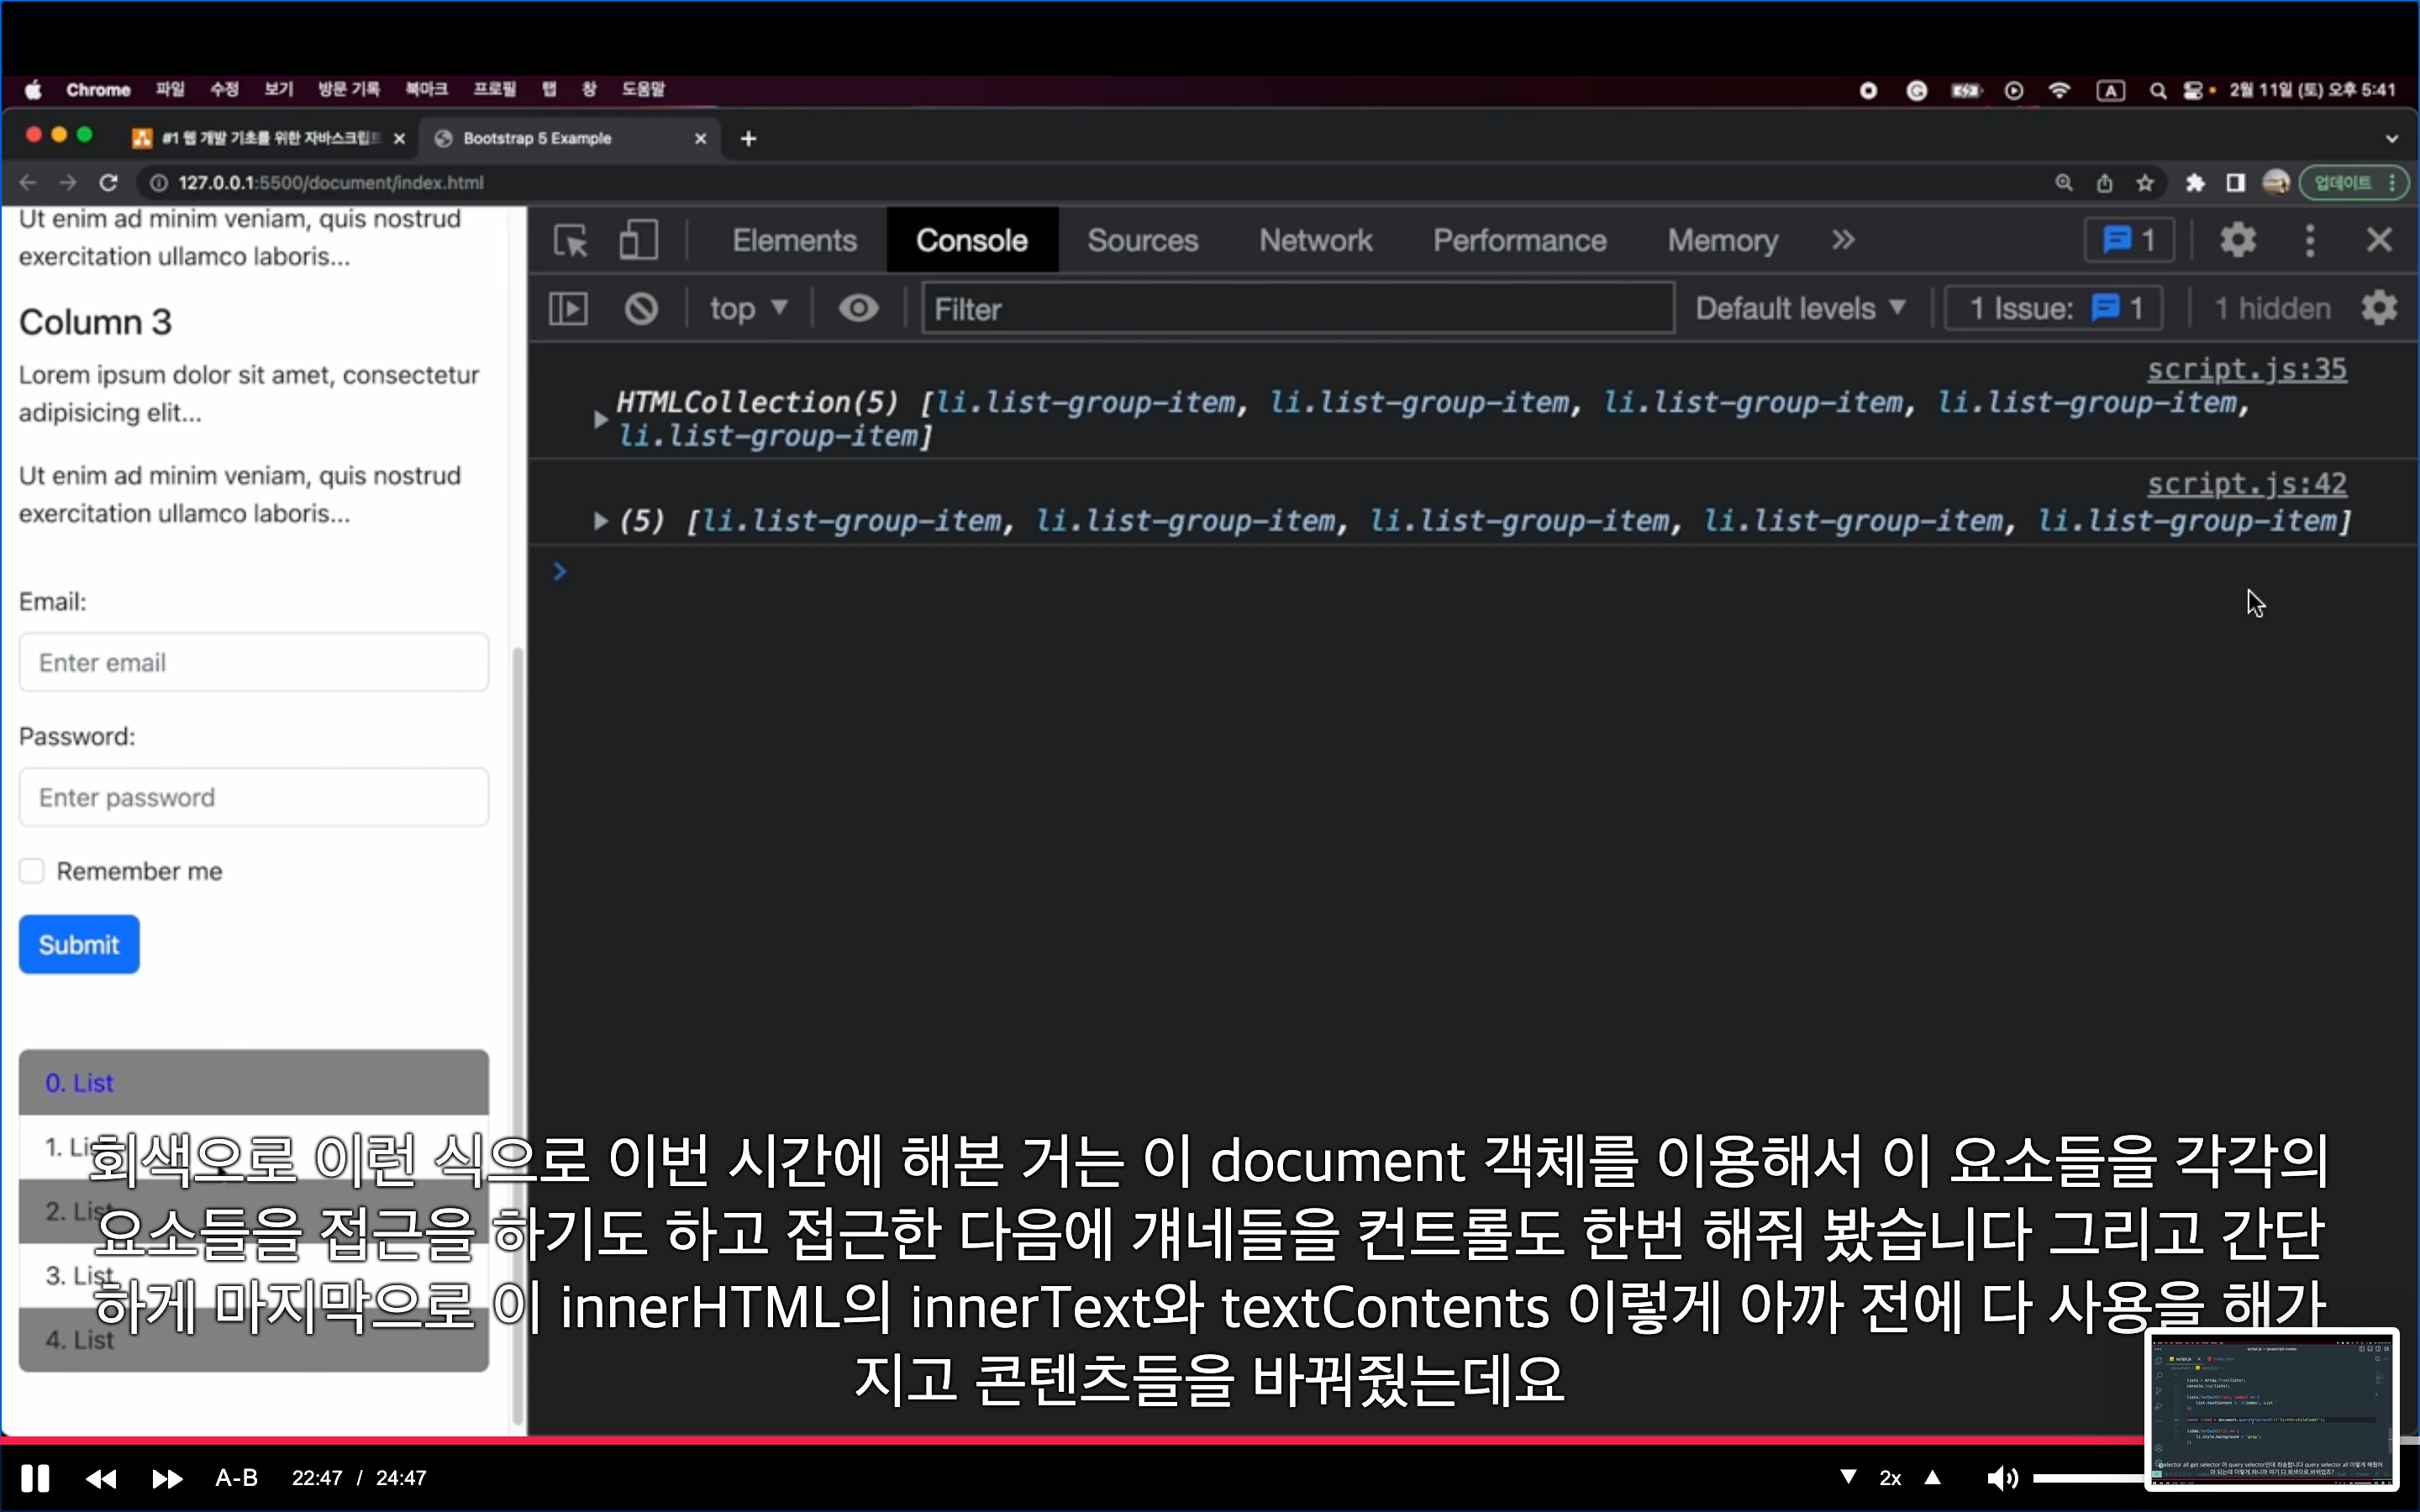 Chrome 파일 수정 보기 방문 기록 북마크 프로필 탭 창 도움말 A 2월 11일 (토) 오후 5:41
#1 웹 개발 기초를 위한 자바스크립트
Bootstrap 5 Example
127.0.0.1:5500/document/index.html 업데이트
Ut enim ad minim veniam, quis nostrud
exercitation ullamco laboris...
Column 3
Lorem ipsum dolor sit amet, consectetur
adipisicing elit...
Ut enim ad minim veniam, quis nostrud
exercitation ullamco laboris...
Email:
Enter email
Password:
Enter password
Remember me
Submit
0. List
1. Li
2. List
3. List
4. List
Elements Console Sources Network Performance Memory 1
top Filter Default levels 1 Issue: 1 1 hidden
script.js:35
HTMLCollection(5) [li.list-group-item, li.list-group-item, li.list-group-item, li.list-group-item,
li.list-group-item]
script.js:42
(5) [li.list-group-item, li.list-group-item, li.list-group-item, li.list-group-item, li.list-group-item]
회색으로 이런 식으로 이번 시간에 해본 거는 이 document 객체를 이용해서 이 요소들을 각각의
요소들을 접근을 하기도 하고 접근한 다음에 걔네들을 컨트롤도 한번 해줘 봤습니다 그리고 간단
하게 마지막으로 이 innerHTML의 innerText와 textContents 이렇게 아까 전에 다 사용을 해가
지고 콘텐츠들을 바꿔줬는데요
A-B 22:47 / 24:47 2x